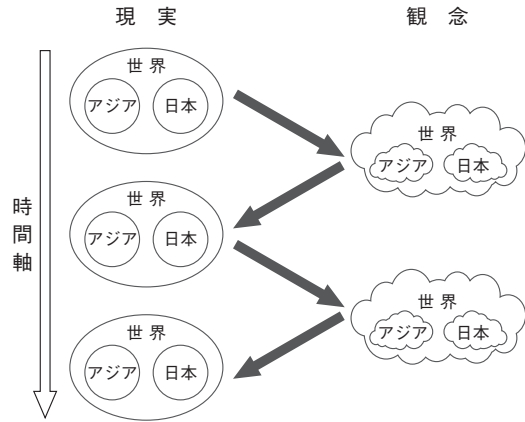 現実
観念
世界
アジア 日本
世界
アジア 日本
時間軸
世界
アジア 日本
世界
アジア 日本
世界
アジア 日本